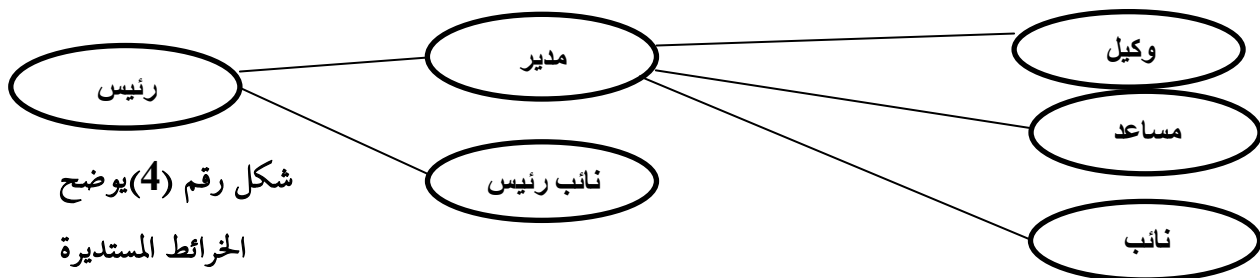 وكيل
مدير
رئيس
مساعد
نائب رئيس
شكل رقم (4)يوضح
الخرائط المستديرة
نائب